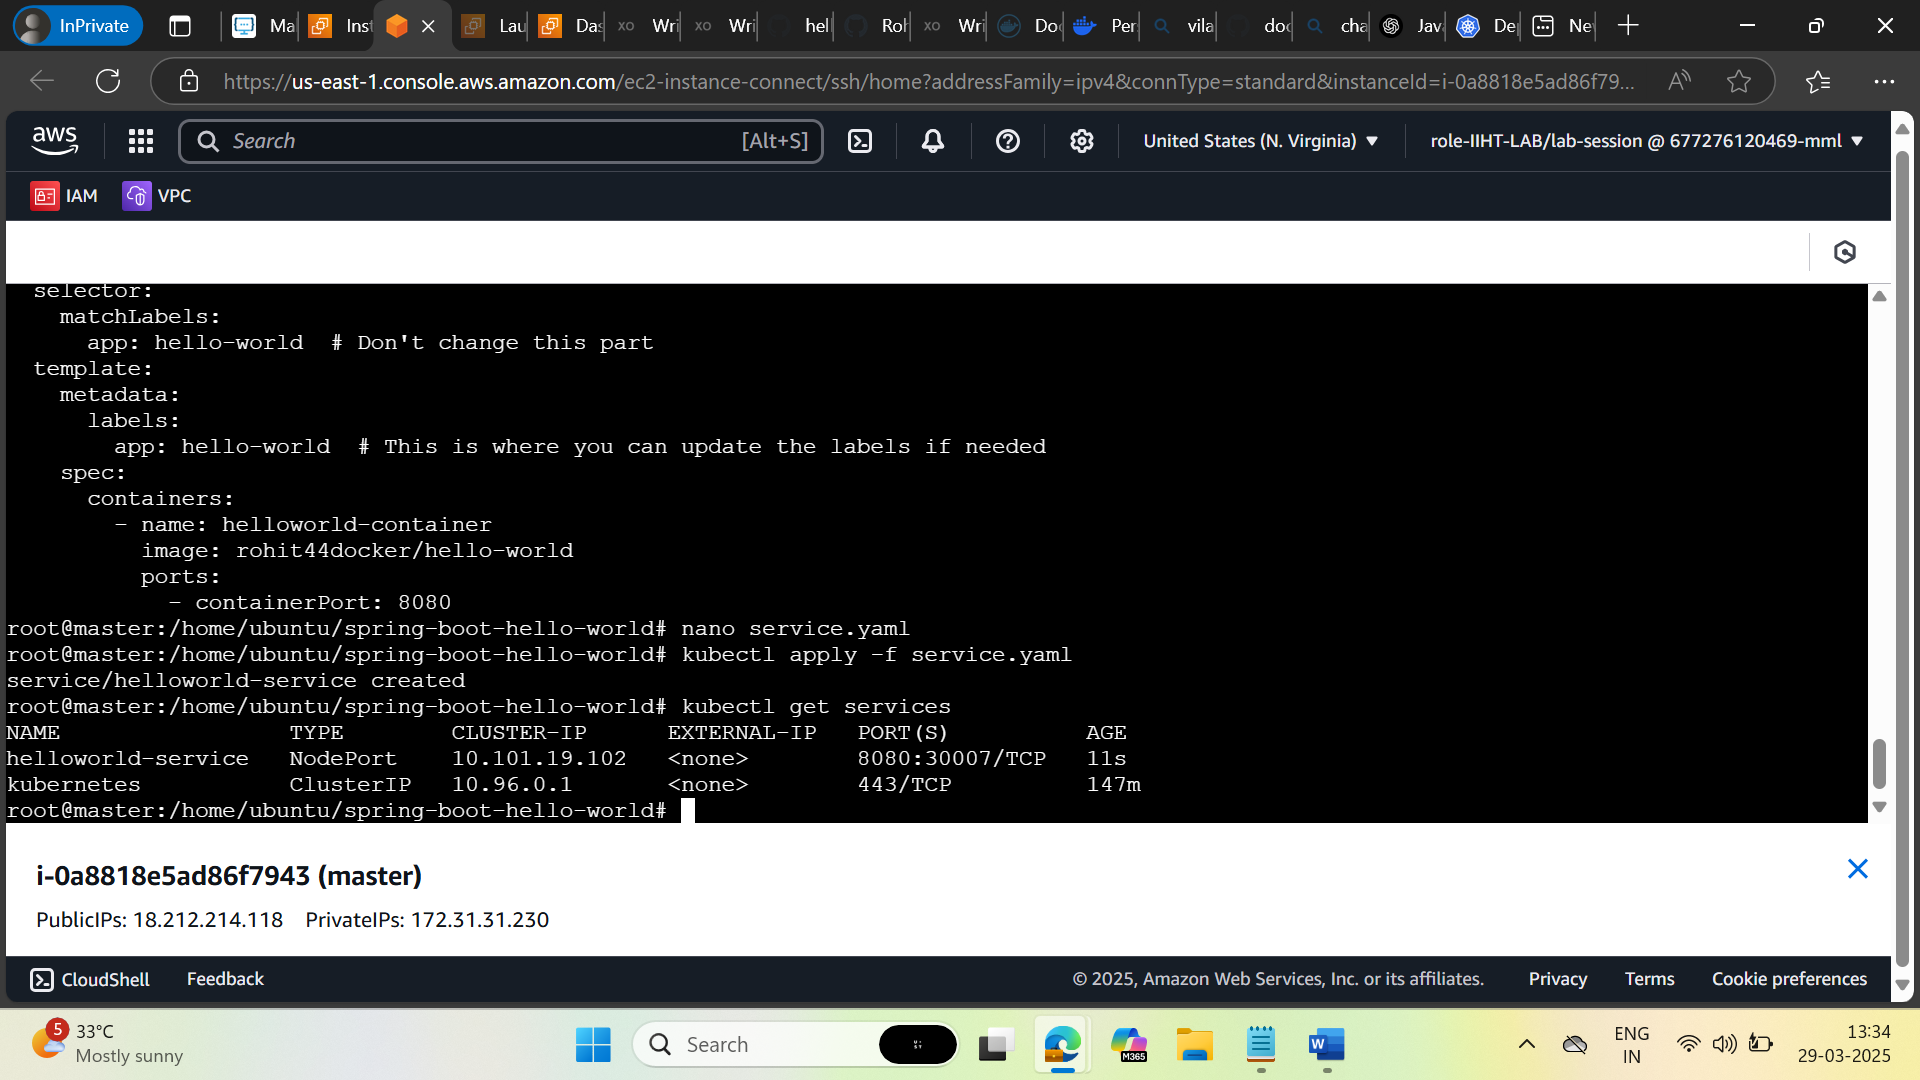 InPrivate
Ma
Inst
Lau
Das
Wri
Wri
hell
Roh
Wri
Do
Per
vila
doc
cha
Java
De
Ne
https://us-east-1.console.aws.amazon.com/ec2-instance-connect/ssh/home?addressFamily=ipv4&connType=standard&instanceId=i-0a8818e5ad86f79...
aws
Search
[Alt+S]
United States (N. Virginia)
role-IIHT-LAB/lab-session @ 677276120469-mml
IAM
VPC
selector:
matchLabels:
app: hello-world  # Don't change this part
template:
metadata:
labels:
app: hello-world  # This is where you can update the labels if needed
spec:
containers:
- name: helloworld-container
image: rohit44docker/hello-world
ports:
- containerPort: 8080
root@master:/home/ubuntu/spring-boot-hello-world# nano service.yaml
root@master:/home/ubuntu/spring-boot-hello-world# kubectl apply -f service.yaml
service/helloworld-service created
root@master:/home/ubuntu/spring-boot-hello-world# kubectl get services
NAME TYPE CLUSTER-IP EXTERNAL-IP PORT(S) AGE
helloworld-service NodePort 10.101.19.102 <none> 8080:30007/TCP 11s
kubernetes ClusterIP 10.96.0.1 <none> 443/TCP 147m
root@master:/home/ubuntu/spring-boot-hello-world#
i-0a8818e5ad86f7943 (master)
PublicIPs: 18.212.214.118 PrivateIPs: 172.31.31.230
CloudShell
Feedback
© 2025, Amazon Web Services, Inc. or its affiliates.
Privacy
Terms
Cookie preferences
5
33°C
Mostly sunny
Search
M365
ENG
IN
13:34
29-03-2025